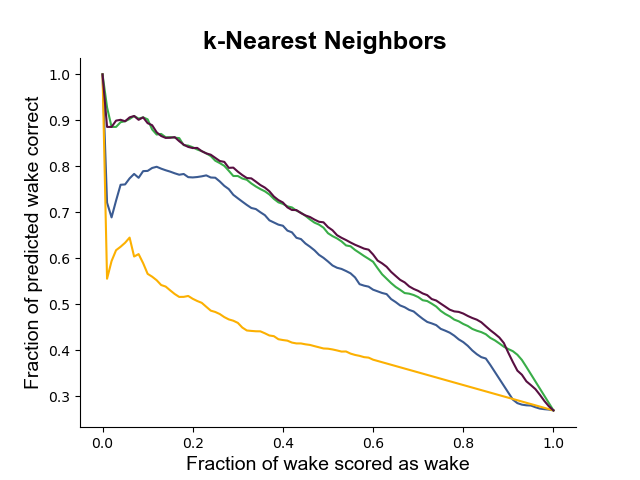 k-Nearest Neighbors
Fraction of predicted wake correct
1.0
0.9
0.8
0.7
0.6
0.5
0.4
0.3
0.0 0.2 0.4 0.6 0.8 1.0
Fraction of wake scored as wake